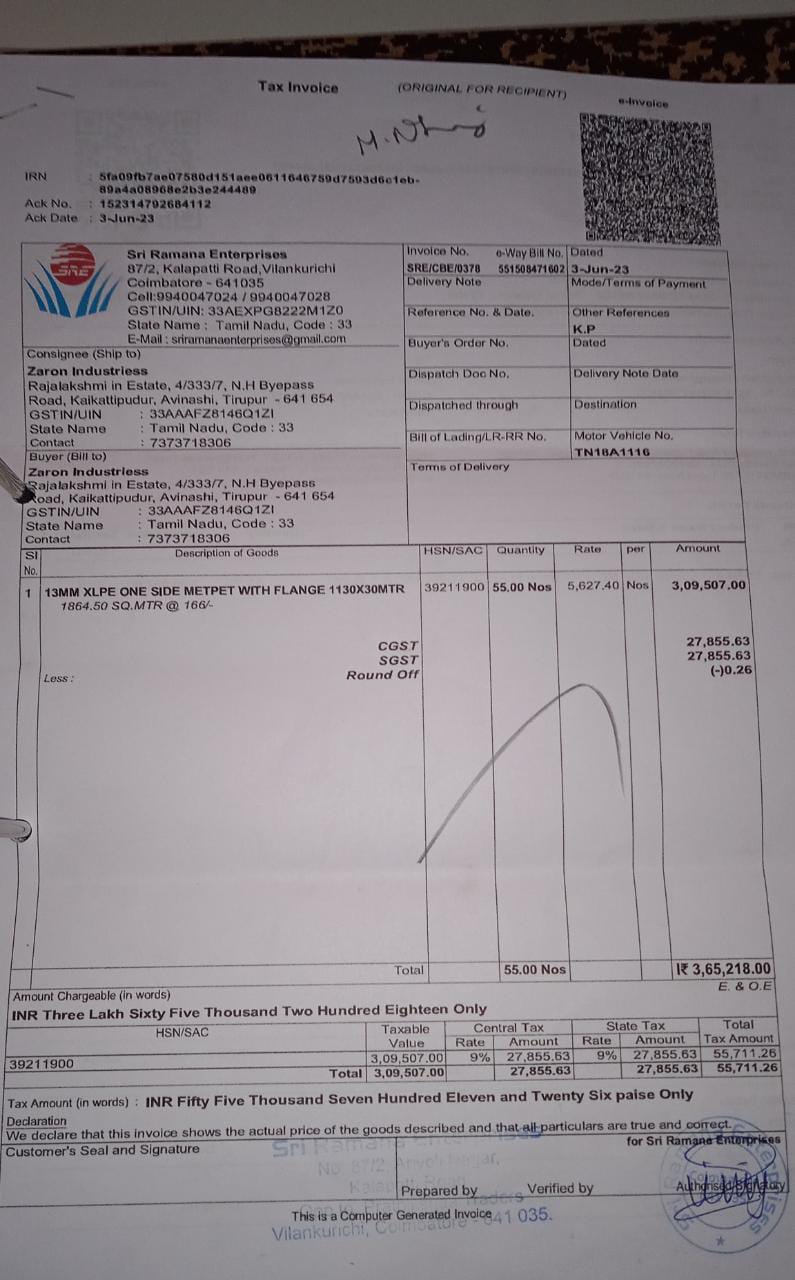 Tax Invoice (ORIGINAL FOR RECIPIENT) e-Invoice
IRN : 5fa09fb7ae07580d151aee0611646759d7593d6c1eb-
89a4a08968e2b3e244489
Ack No. : 152314792684112
Ack Date : 3-Jun-23
SRE
Sri Ramana Enterprises
87/2, Kalapatti Road,Vilankurichi
Coimbatore - 641035
Cell:9940047024 / 9940047028
GSTIN/UIN: 33AEXPG8222M1Z0
State Name : Tamil Nadu, Code : 33
E-Mail : sriramanaenterprises@gmail.com
Invoice No. e-Way Bill No. Dated
SRE/CBE/0378 551508471602 3-Jun-23
Delivery Note Mode/Terms of Payment
Reference No. & Date. Other References
K.P
Buyer's Order No. Dated
Dispatch Doc No. Delivery Note Date
Dispatched through Destination
Bill of Lading/LR-RR No. Motor Vehicle No.
TN18A1116
Terms of Delivery
Consignee (Ship to)
Zaron Industriess
Rajalakshmi in Estate, 4/333/7, N.H Byepass
Road, Kaikattipudur, Avinashi, Tirupur - 641 654
GSTIN/UIN : 33AAAFZ8146Q1ZI
State Name : Tamil Nadu, Code : 33
Contact : 7373718306
Buyer (Bill to)
Zaron Industriess
Rajalakshmi in Estate, 4/333/7, N.H Byepass
Road, Kaikattipudur, Avinashi, Tirupur - 641 654
GSTIN/UIN : 33AAAFZ8146Q1ZI
State Name : Tamil Nadu, Code : 33
Contact : 7373718306
Sl No. Description of Goods HSN/SAC Quantity Rate per Amount
1 13MM XLPE ONE SIDE METPET WITH FLANGE 1130X30MTR 39211900 55.00 Nos 5,627.40 Nos 3,09,507.00
1864.50 SQ.MTR @ 166/-
CGST 27,855.63
SGST 27,855.63
Less : Round Off (-)0.26
Total 55.00 Nos I₹ 3,65,218.00
Amount Chargeable (in words) E. & O.E
INR Three Lakh Sixty Five Thousand Two Hundred Eighteen Only
HSN/SAC Taxable Value Central Tax State Tax Total Tax Amount
Rate Amount Rate Amount
39211900 3,09,507.00 9% 27,855.63 9% 27,855.63 55,711.26
Total 3,09,507.00 27,855.63 27,855.63 55,711.26
Tax Amount (in words) : INR Fifty Five Thousand Seven Hundred Eleven and Twenty Six paise Only
Declaration
We declare that this invoice shows the actual price of the goods described and that all particulars are true and correct.
Customer's Seal and Signature for Sri Ramana Enterprises
Sri Ramana
No. 87/2,
Prepared by Verified by Authorised Signatory
This is a Computer Generated Invoice
Vilankurichi, Coimbatore - 641 035.